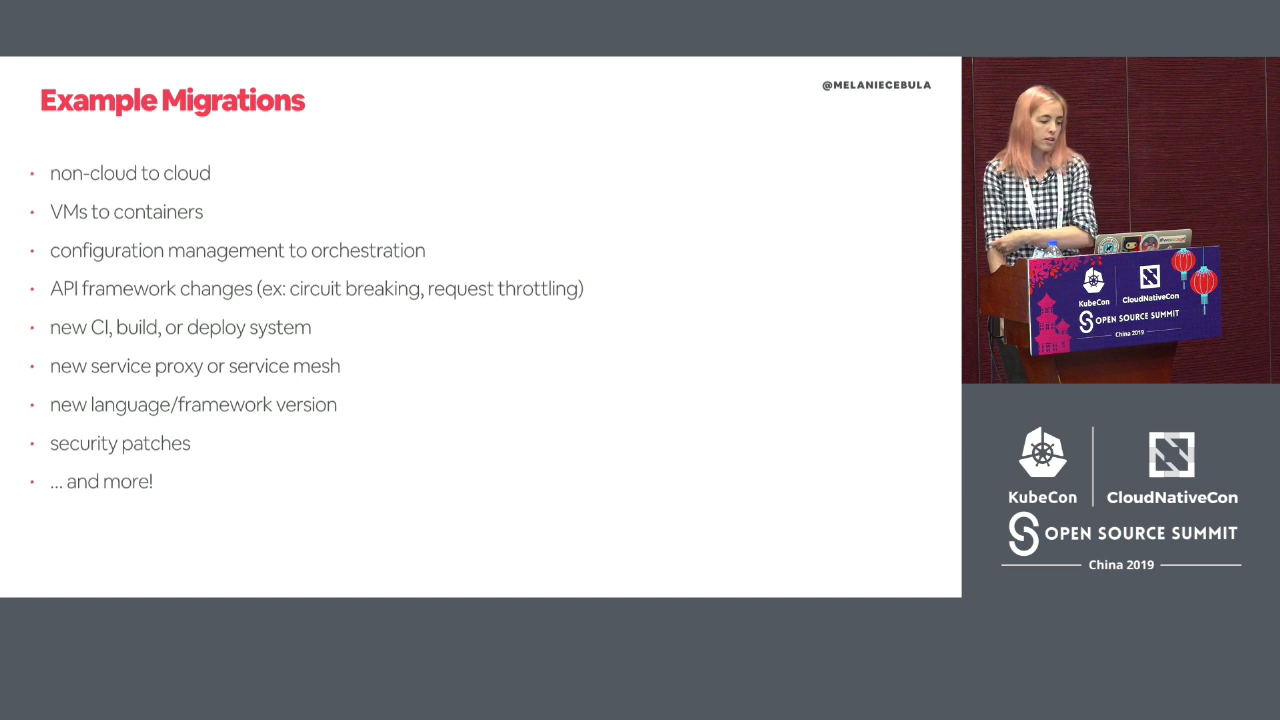 Example Migrations
@MELANIECEBULA
• non-cloud to cloud
• VMs to containers
• configuration management to orchestration
• API framework changes (ex: circuit breaking, request throttling)
• new CI, build, or deploy system
• new service proxy or service mesh
• new language/framework version
• security patches
• ... and more!
KubeCon
CloudNativeCon
OPEN SOURCE SUMMIT
China 2019
KubeCon
CloudNativeCon
OPEN SOURCE SUMMIT
China 2019